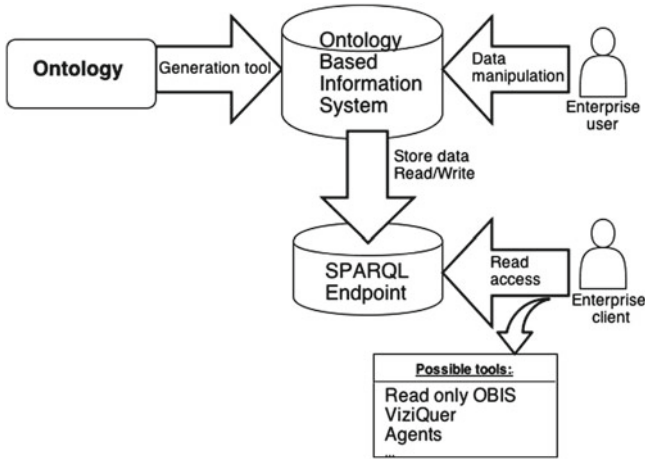 Ontology
Generation tool
Ontology
Based
Information
System
Data
manipulation
Enterprise
user
Store data
Read/Write
SPARQL
Endpoint
Read
access
Enterprise
client
Possible tools:
Read only OBIS
ViziQuer
Agents
...